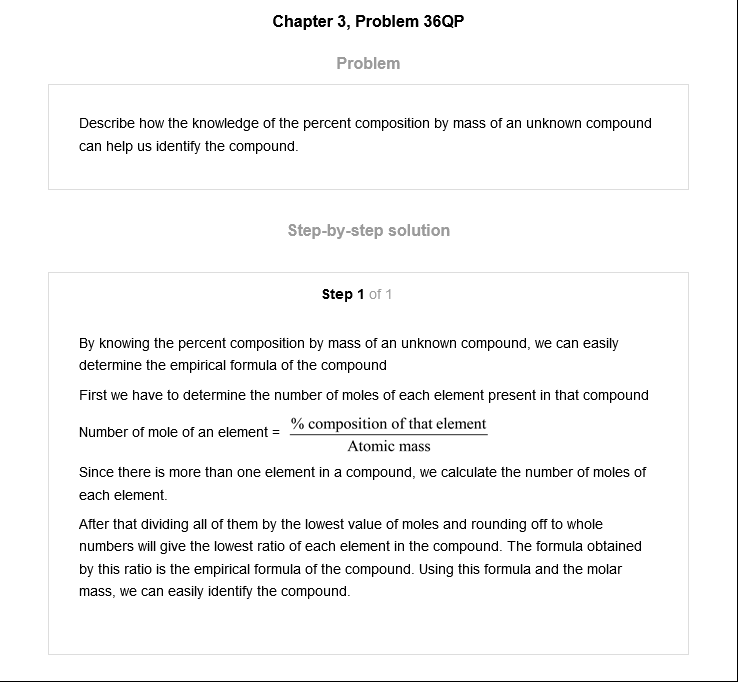 Chapter 3, Problem 36QP
Problem
Describe how the knowledge of the percent composition by mass of an unknown compound
can help us identify the compound.
Step-by-step solution
Step 1 of 1
By knowing the percent composition by mass of an unknown compound, we can easily
determine the empirical formula of the compound
First we have to determine the number of moles of each element present in that compound
Number of mole of an element = % composition of that element
Atomic mass
Since there is more than one element in a compound, we calculate the number of moles of
each element.
After that dividing all of them by the lowest value of moles and rounding off to whole
numbers will give the lowest ratio of each element in the compound. The formula obtained
by this ratio is the empirical formula of the compound. Using this formula and the molar
mass, we can easily identify the compound.